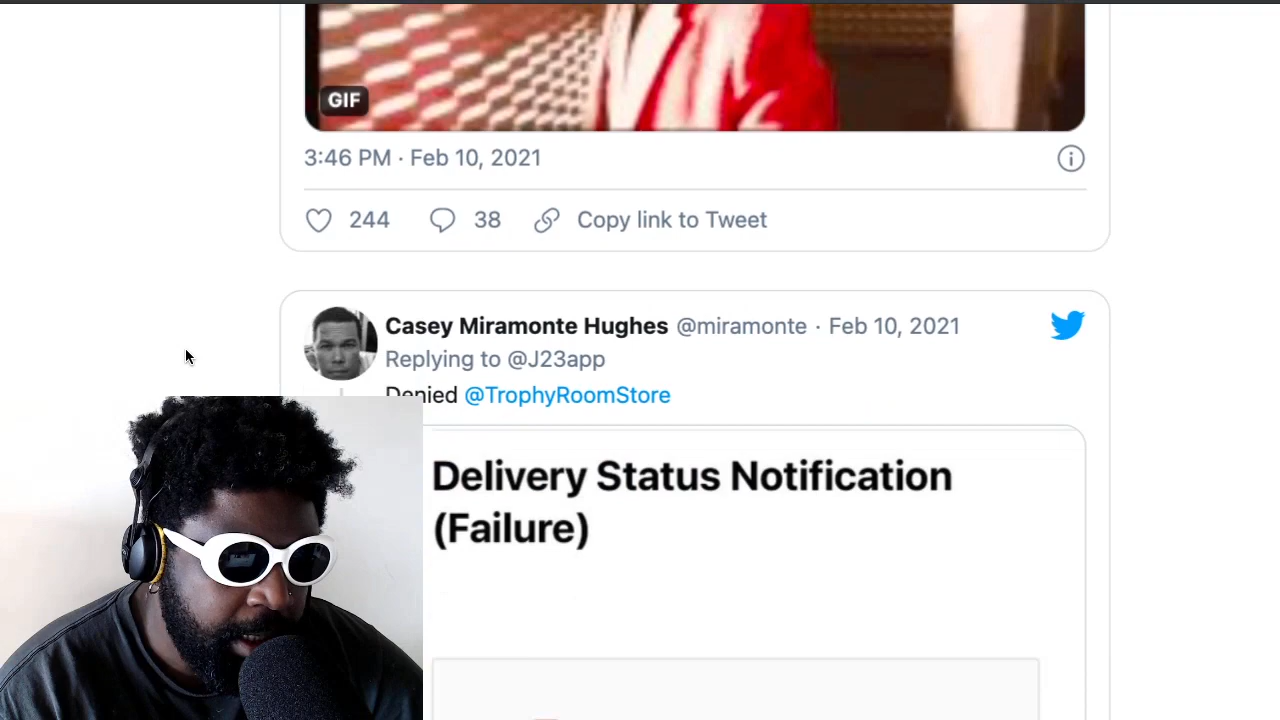 GIF
3:46 PM · Feb 10, 2021
244 38 Copy link to Tweet
Casey Miramonte Hughes @miramonte · Feb 10, 2021
Replying to @J23app
Denied @TrophyRoomStore
Delivery Status Notification
(Failure)